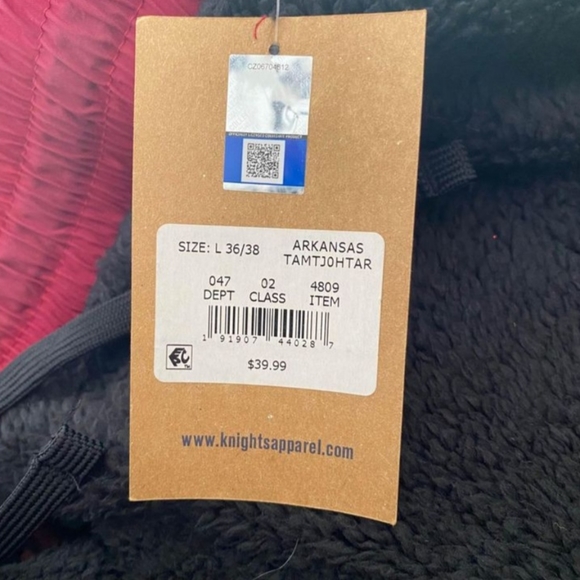 SIZE: L 36/38
ARKANSAS
TAMTJ0HTAR
047 02 4809
DEPT CLASS ITEM
1 91907 44028 7
$39.99
www.knightsapparel.com